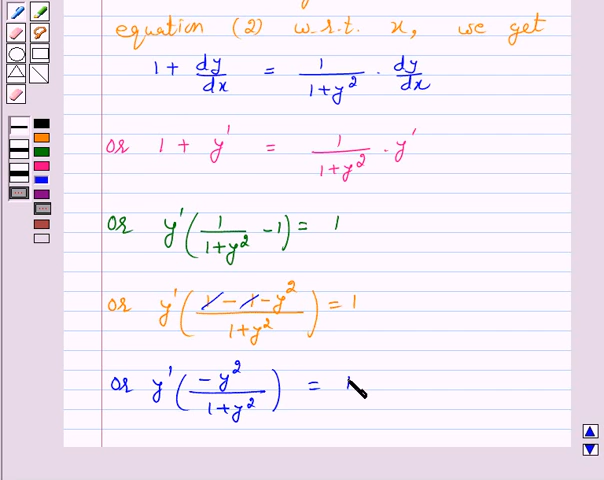 equation (2) w.r.t. x, we get
1 + dy/dx = 1/(1+y²) · dy/dx
or 1 + y' = 1/(1+y²) · y'
or y'(1/(1+y²) - 1) = 1
or y'((1 - 1 - y²)/(1+y²)) = 1
or y'(-y²/(1+y²)) = 1